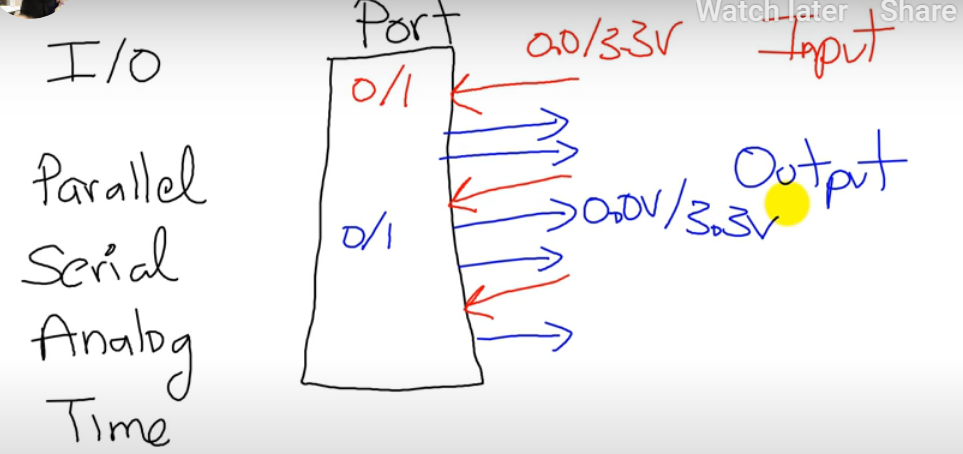 Watch later Share
Port
0.0/3.3V Input
I/O
0/1
Parallel
Output
0.0V/3.3V
0/1
Serial
Analog
Time